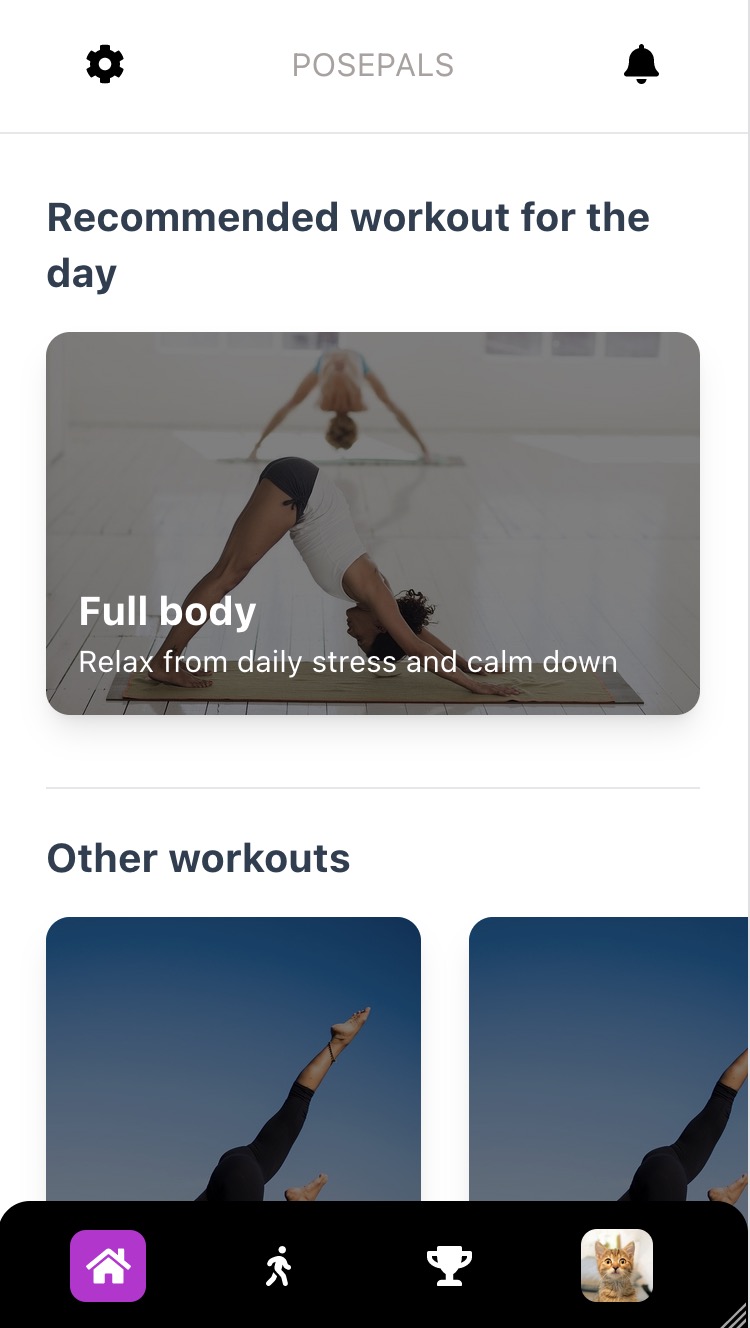 POSEPALS
Recommended workout for the
day
Full body
Relax from daily stress and calm down
Other workouts